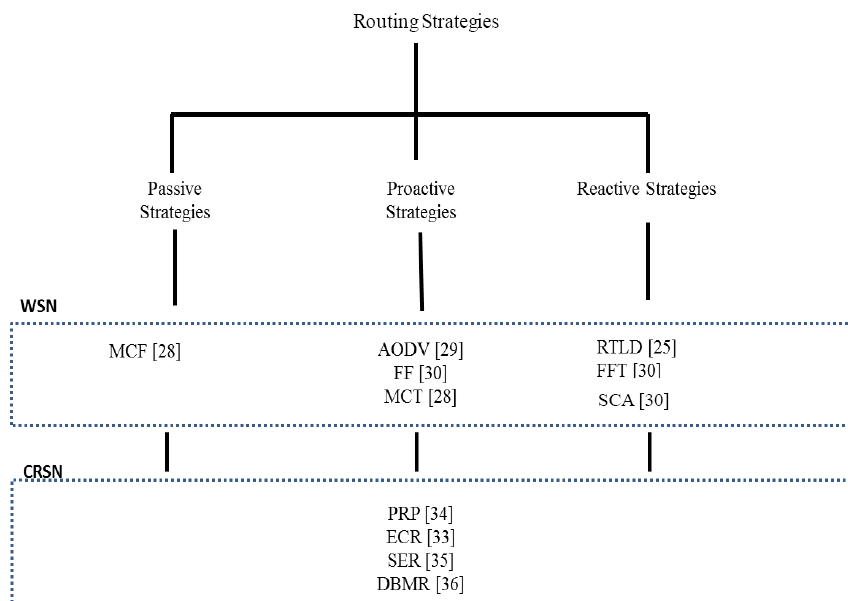 Routing Strategies
Passive
Strategies
Proactive
Strategies
Reactive Strategies
WSN
MCF [28]
AODV [29]
FF [30]
MCT [28]
RTLD [25]
FFT [30]
SCA [30]
CRSN
PRP [34]
ECR [33]
SER [35]
DBMR [36]